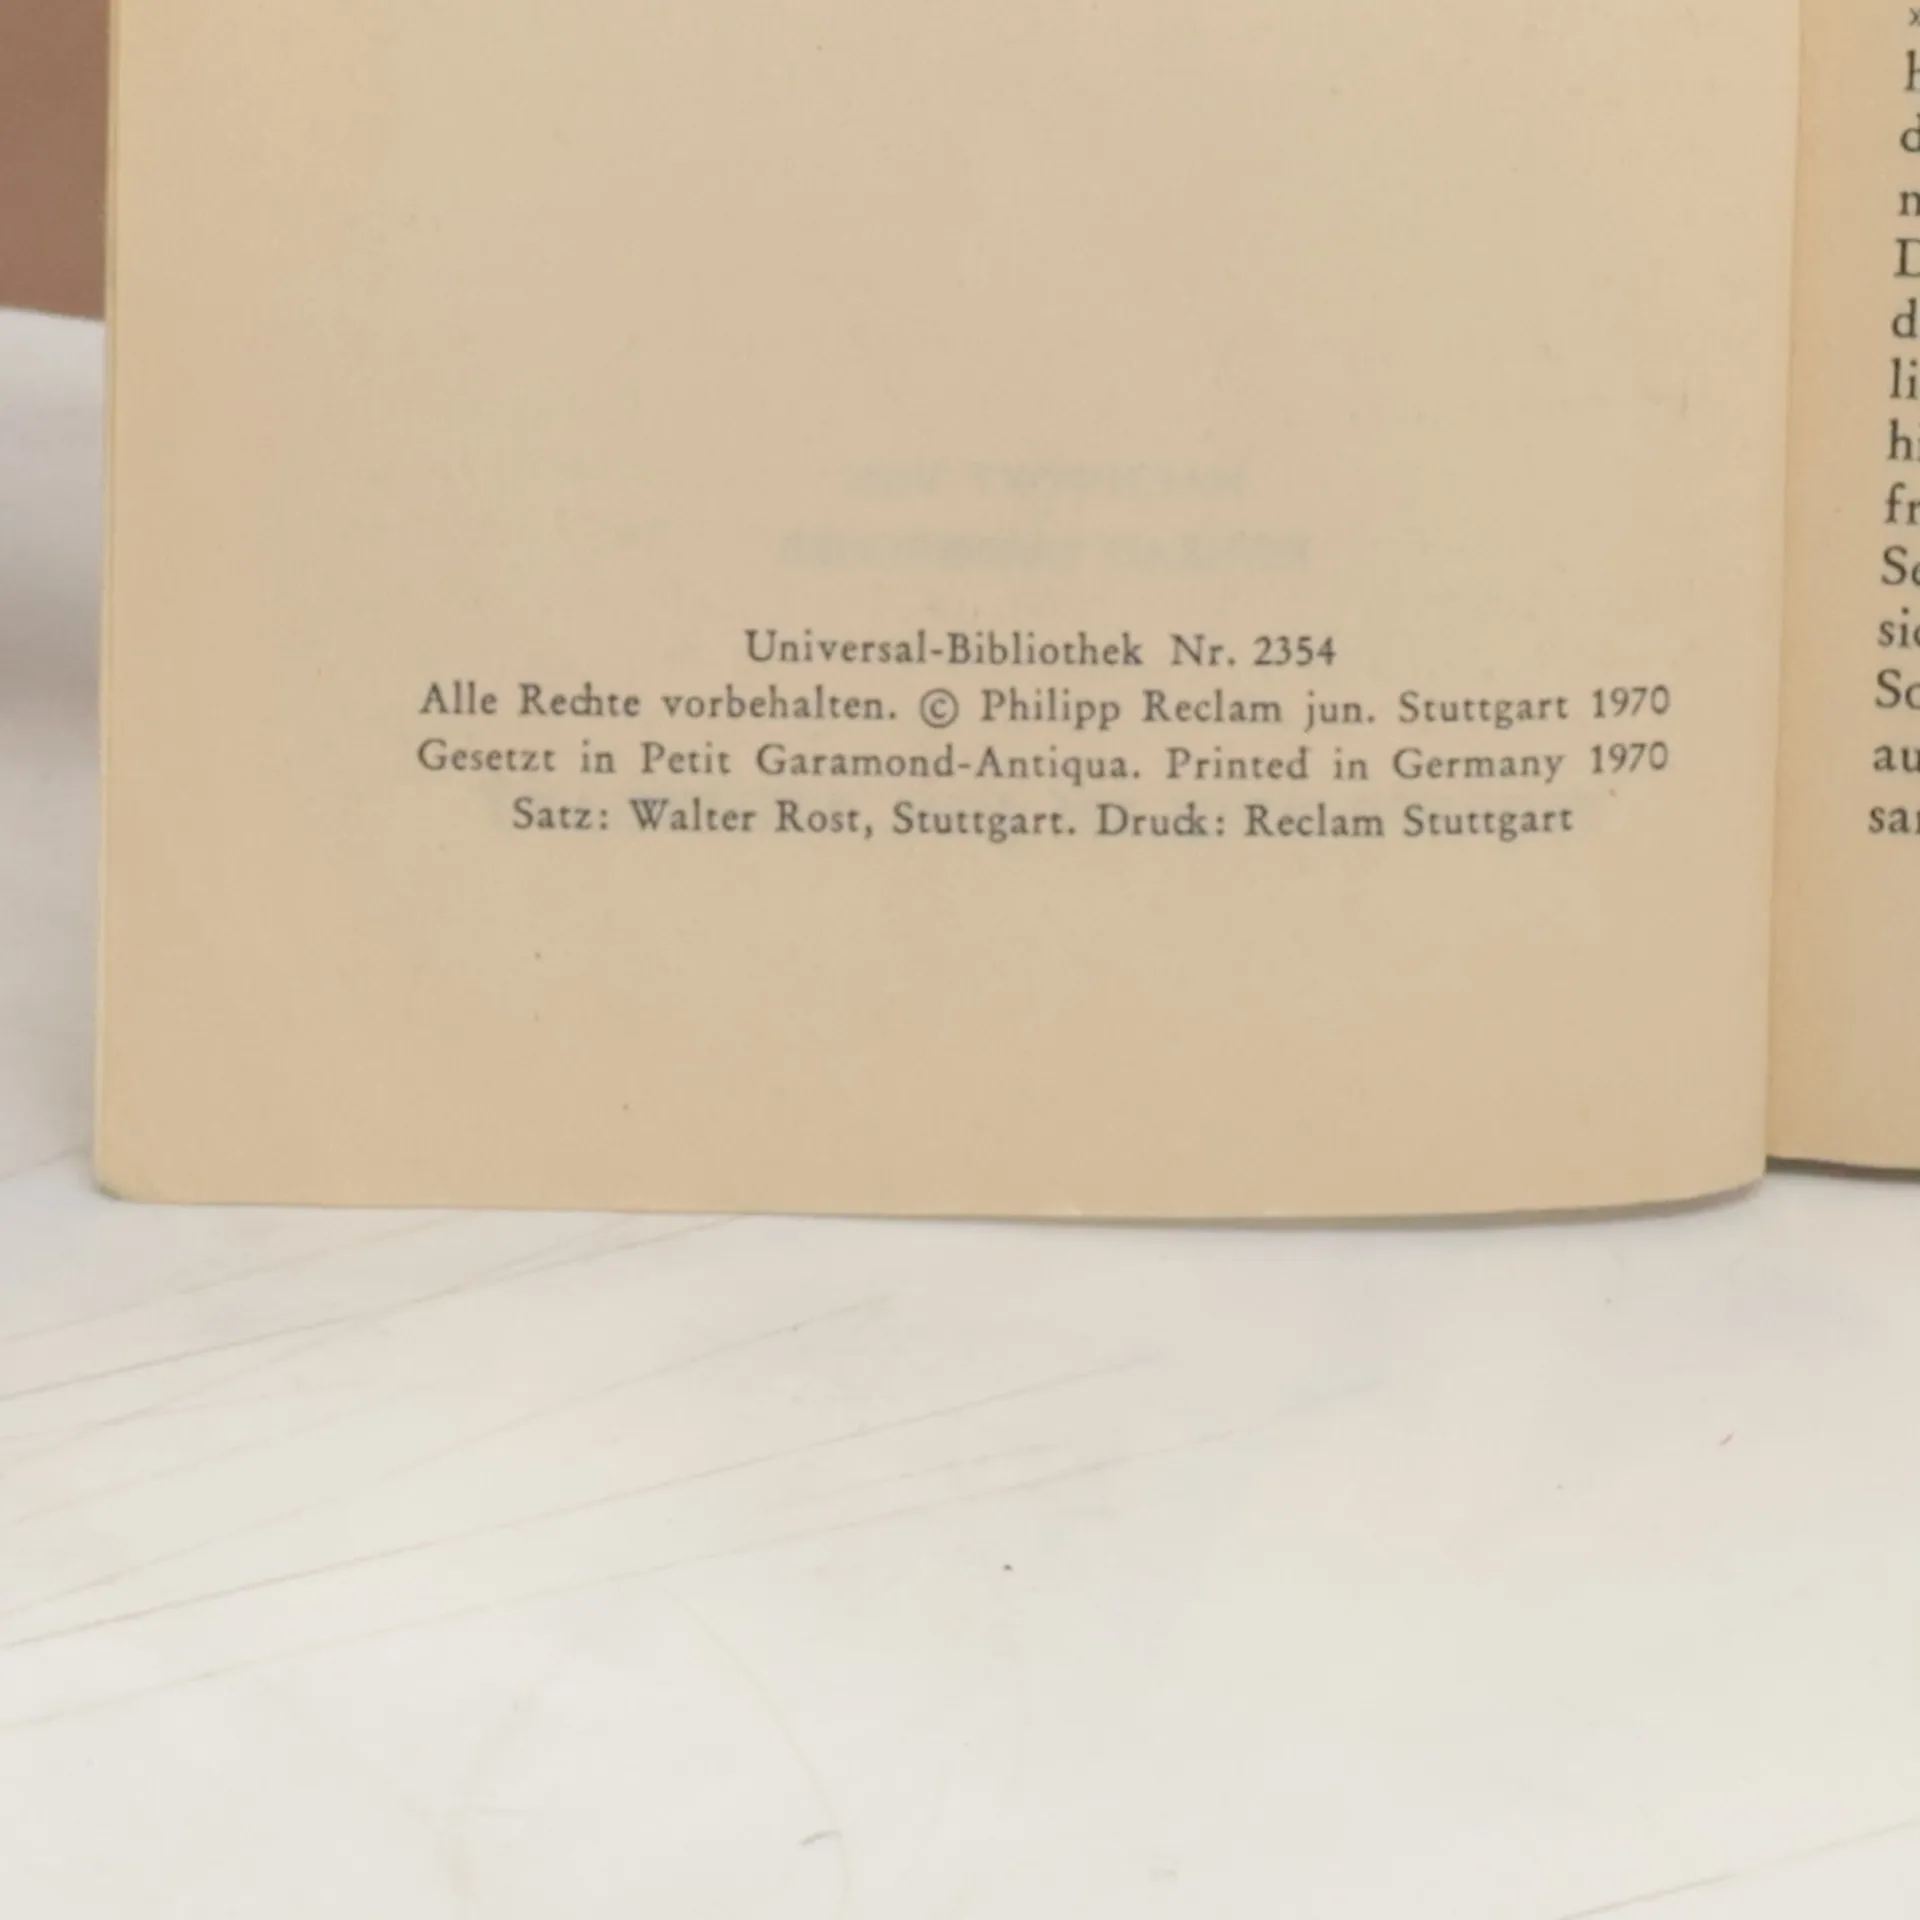 Universal-Bibliothek Nr. 2354
Alle Rechte vorbehalten. © Philipp Reclam jun. Stuttgart 1970
Gesetzt in Petit Garamond-Antiqua. Printed in Germany 1970
Satz: Walter Rost, Stuttgart. Druck: Reclam Stuttgart